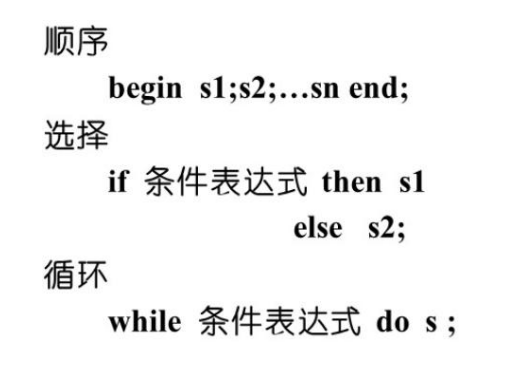 顺序
begin s1;s2;…sn end;
选择
if 条件表达式 then s1
else s2;
循环
while 条件表达式 do s ;